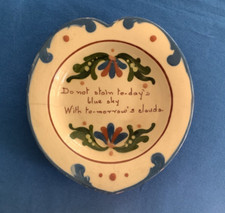 Do not stain to-day's
blue sky
With to-morrow's clouds.